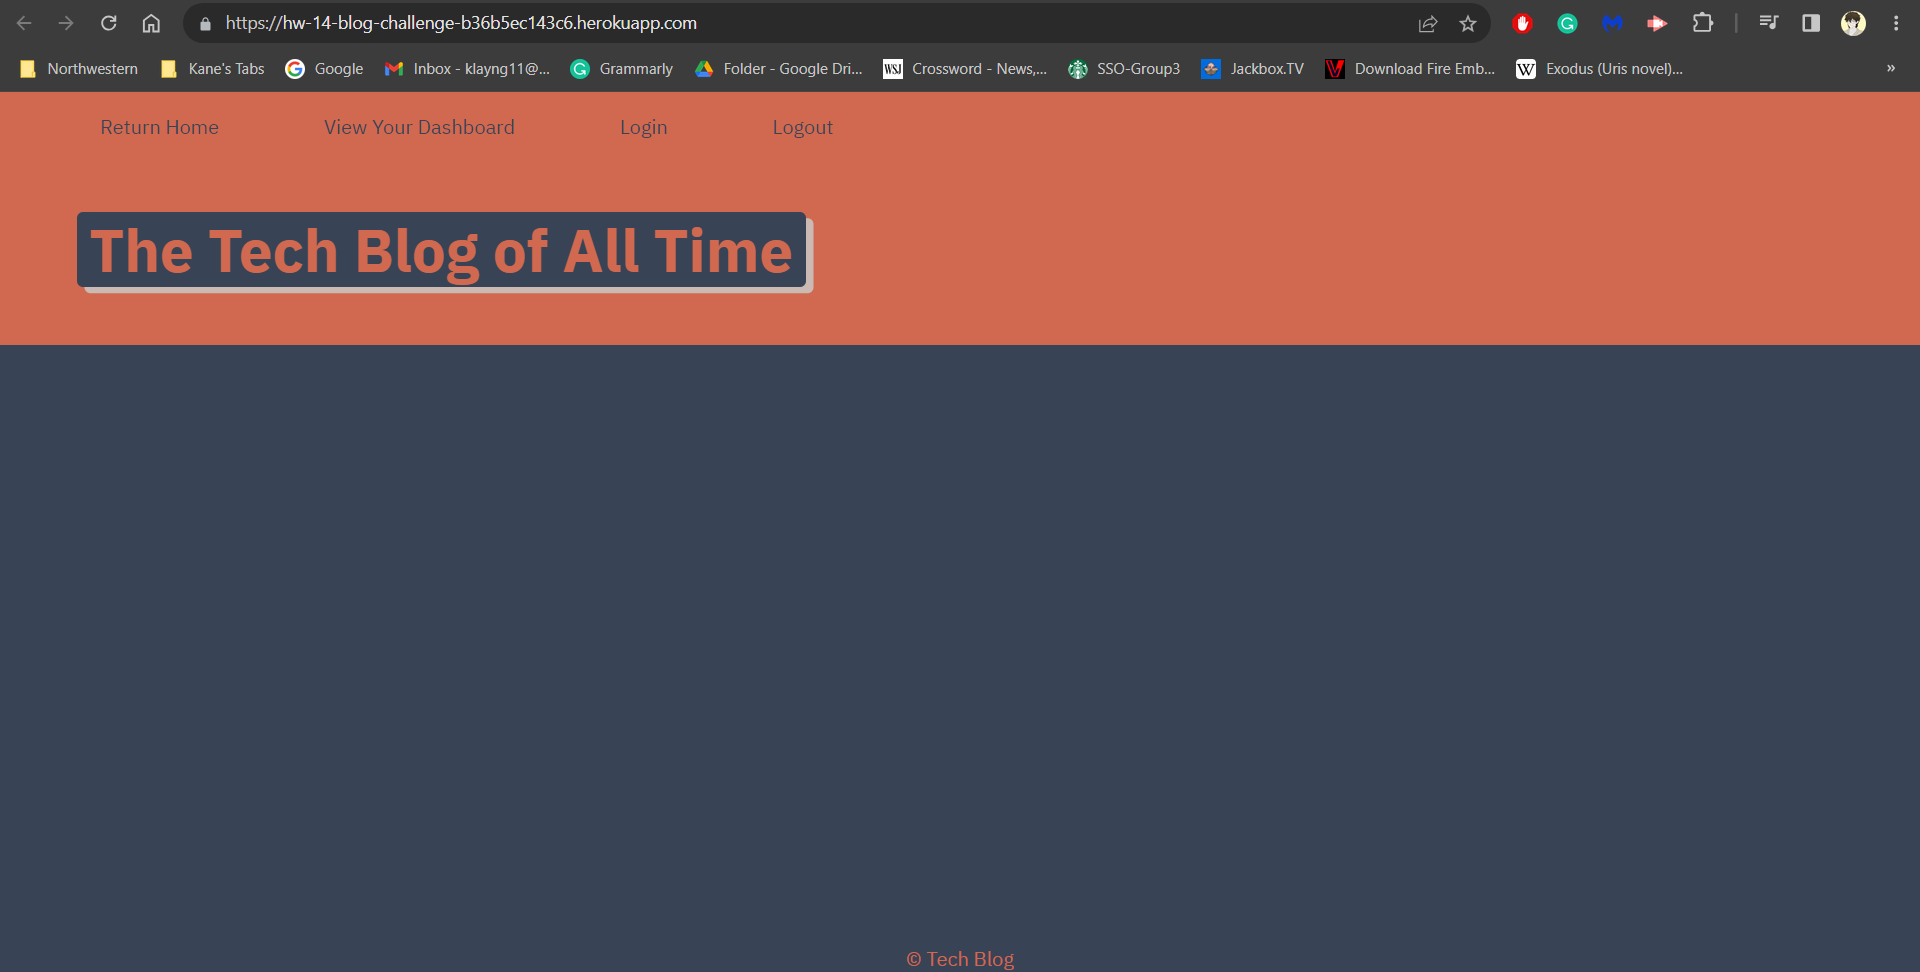 https://hw-14-blog-challenge-b36b5ec143c6.herokuapp.com
Northwestern Kane's Tabs Google Inbox - klayng11@... Grammarly Folder - Google Dri... WSJ Crossword - News,... SSO-Group3 Jackbox.TV Download Fire Emb... W Exodus (Uris novel)... »
Return Home View Your Dashboard Login Logout
The Tech Blog of All Time
© Tech Blog